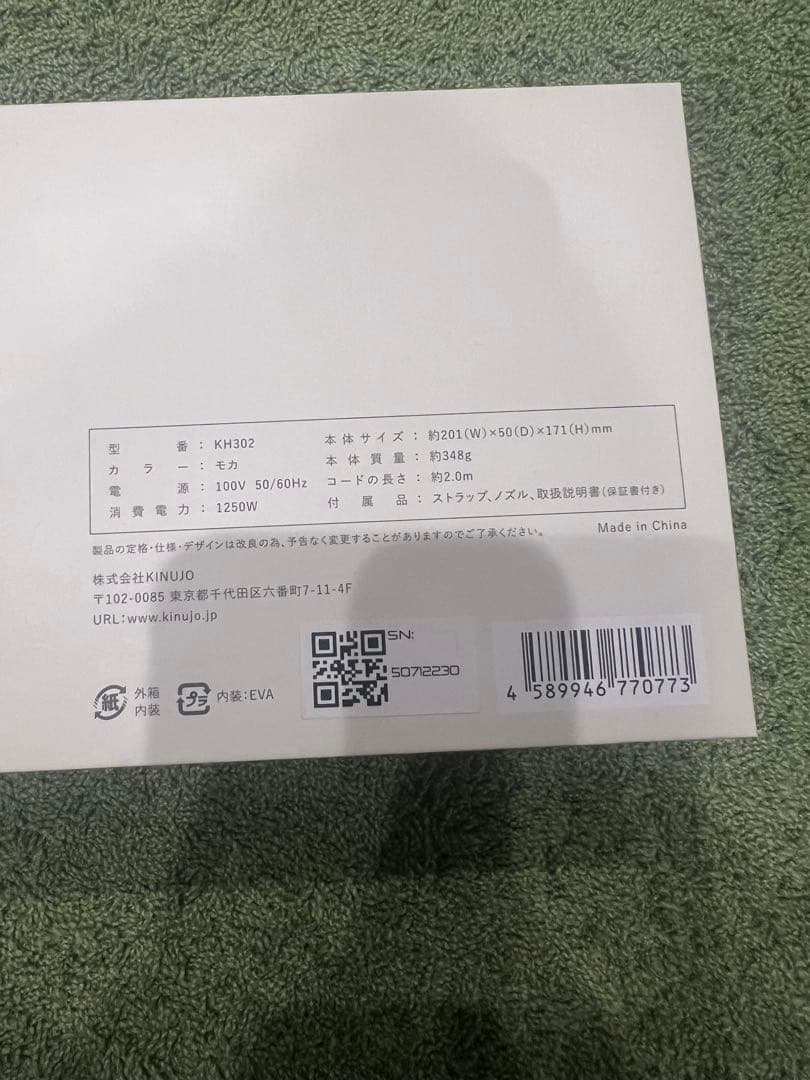 型番：KH302
カラー：モカ
電源：100V 50/60Hz
消費電力：1250W
本体サイズ：約201(W)×50(D)×171(H)mm
本体質量：約348g
コードの長さ：約2.0m
付属品：ストラップ、ノズル、取扱説明書(保証書付き)
製品の定格・仕様・デザインは改良の為、予告なく変更することがありますのでご了承ください。
Made in China
株式会社KINUJO
〒102-0085 東京都千代田区六番町7-11-4F
URL：www.kinujo.jp
紙
外箱
内装
プラ
内装：EVA
SN:
50712230
4 589946 770773